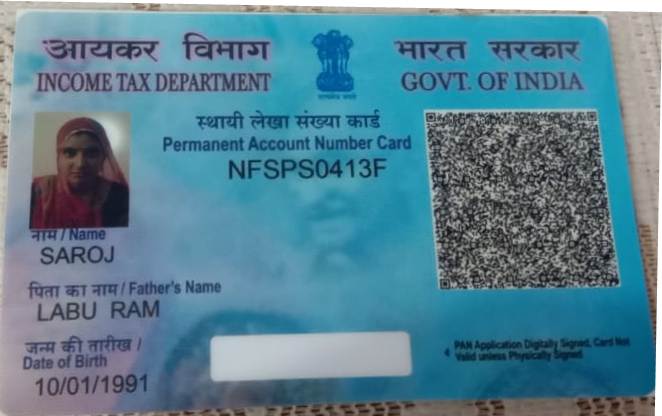 आयकर विभाग
INCOME TAX DEPARTMENT
सत्यमेव जयते
भारत सरकार
GOVT. OF INDIA
स्थायी लेखा संख्या कार्ड
Permanent Account Number Card
NFSPS0413F
नाम / Name
SAROJ
पिता का नाम / Father's Name
LABU RAM
जन्म की तारीख /
Date of Birth
10/01/1991
PAN Application Digitally Signed, Card Not
Valid unless Physically Signed